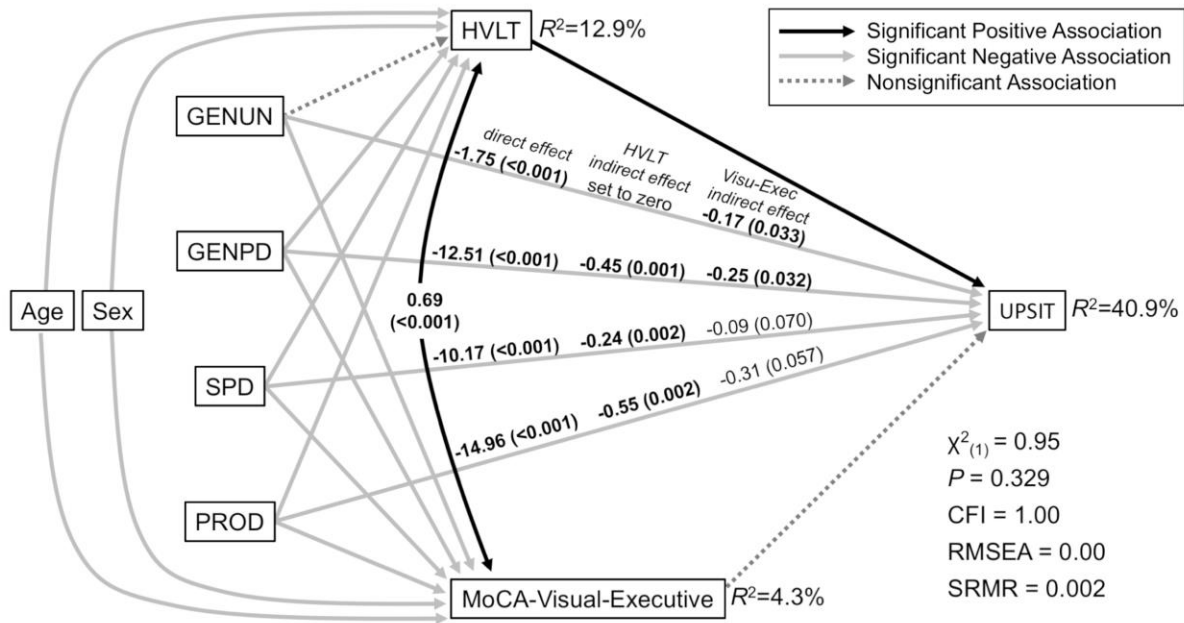 HVLT
R²=12.9%
Significant Positive Association
Significant Negative Association
Nonsignificant Association
GENUN
direct effect
-1.75 (<0.001)
HVLT
indirect effect
set to zero
Visu-Exec
indirect effect
-0.17 (0.033)
GENPD
-12.51 (<0.001)
-0.45 (0.001)
-0.25 (0.032)
Age
Sex
0.69
(<0.001)
UPSIT
R²=40.9%
SPD
-10.17 (<0.001)
-0.24 (0.002)
-0.09 (0.070)
-14.96 (<0.001)
-0.55 (0.002)
-0.31 (0.057)
PROD
χ²(1) = 0.95
P = 0.329
CFI = 1.00
RMSEA = 0.00
SRMR = 0.002
MoCA-Visual-Executive
R²=4.3%